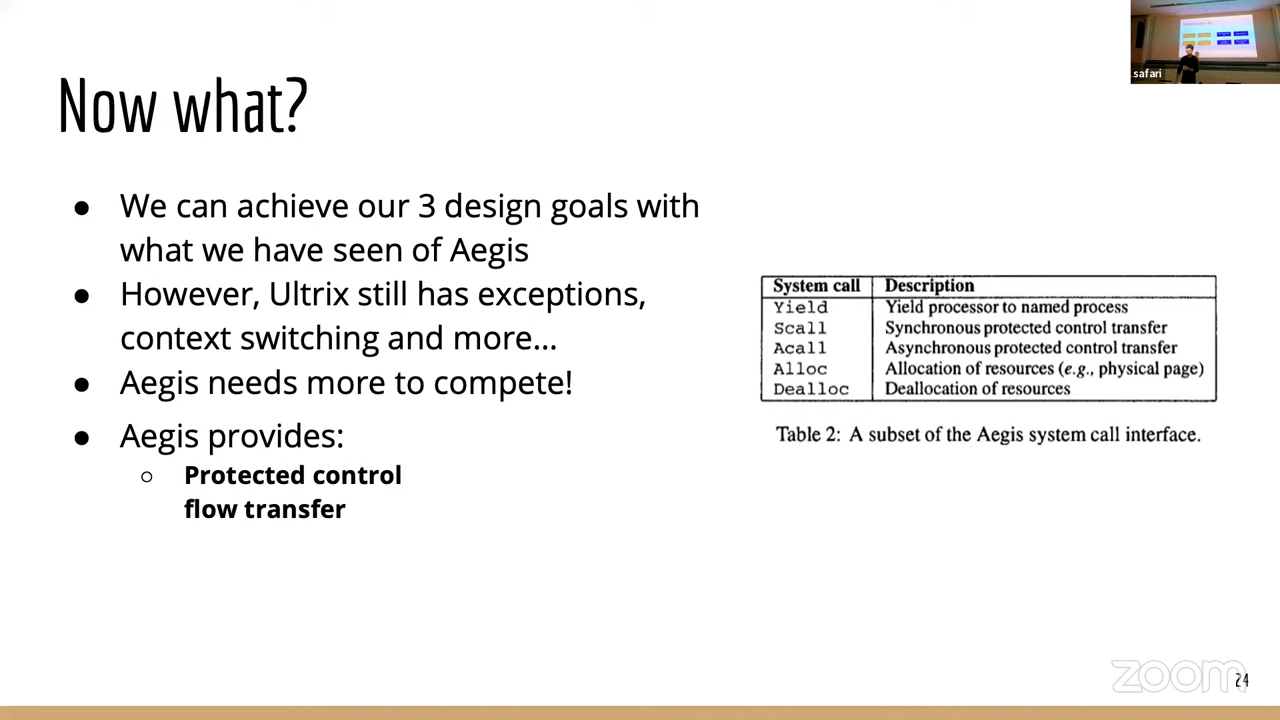 safari
Now what?
● We can achieve our 3 design goals with
what we have seen of Aegis
● However, Ultrix still has exceptions,
context switching and more...
● Aegis needs more to compete!
● Aegis provides:
○ Protected control
flow transfer
System call Description
Yield Yield processor to named process
Scall Synchronous protected control transfer
Acall Asynchronous protected control transfer
Alloc Allocation of resources (e.g., physical page)
Dealloc Deallocation of resources
Table 2: A subset of the Aegis system call interface.
zoom
24